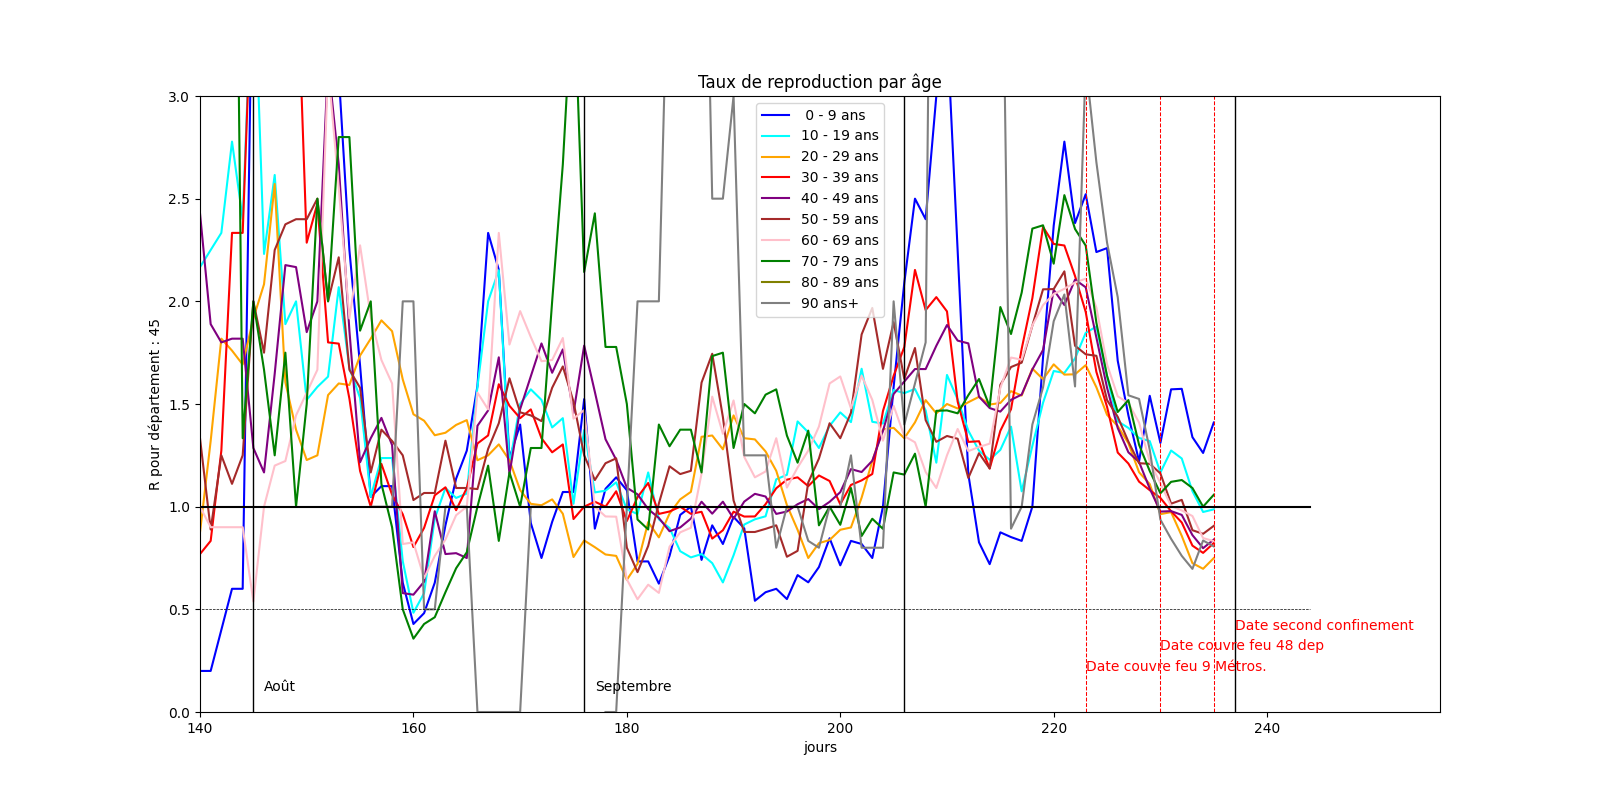 Taux de reproduction par âge
R pour département : 45
3.0
2.5
2.0
1.5
1.0
0.5
0.0
0 - 9 ans
10 - 19 ans
20 - 29 ans
30 - 39 ans
40 - 49 ans
50 - 59 ans
60 - 69 ans
70 - 79 ans
80 - 89 ans
90 ans+
Date second confinement
Date couvre feu 48 dep
Date couvre feu 9 Métros.
Août
Septembre
140
160
180
200
220
240
jours